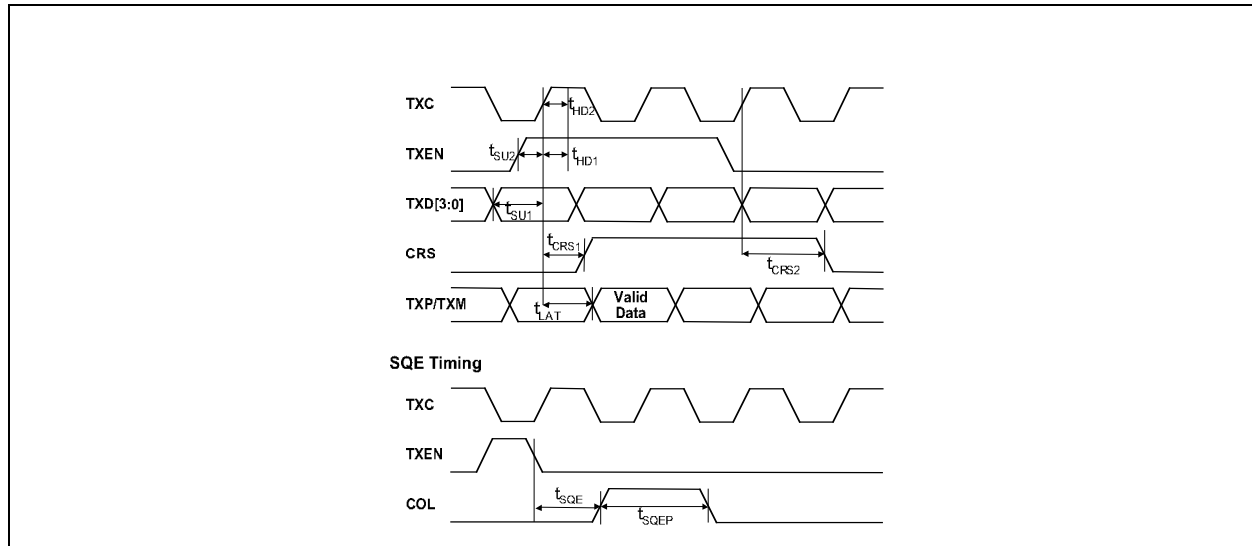 TXC
tHD2
TXEN
tSU2
tHD1
TXD[3:0]
tSU1
CRS
tCRS1
tCRS2
TXP/TXM
tLAT
Valid
Data
SQE Timing
TXC
TXEN
COL
tSQE
tSQEP